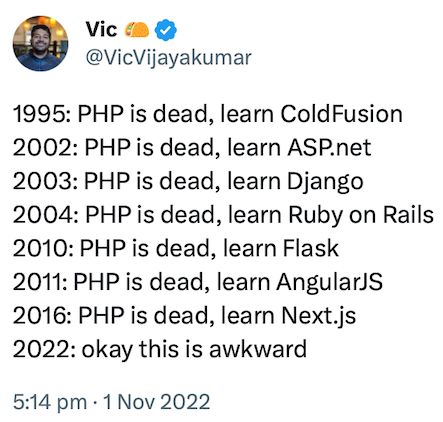 Vic 🌮
@VicVijayakumar
1995: PHP is dead, learn ColdFusion
2002: PHP is dead, learn ASP.net
2003: PHP is dead, learn Django
2004: PHP is dead, learn Ruby on Rails
2010: PHP is dead, learn Flask
2011: PHP is dead, learn AngularJS
2016: PHP is dead, learn Next.js
2022: okay this is awkward
5:14 pm · 1 Nov 2022